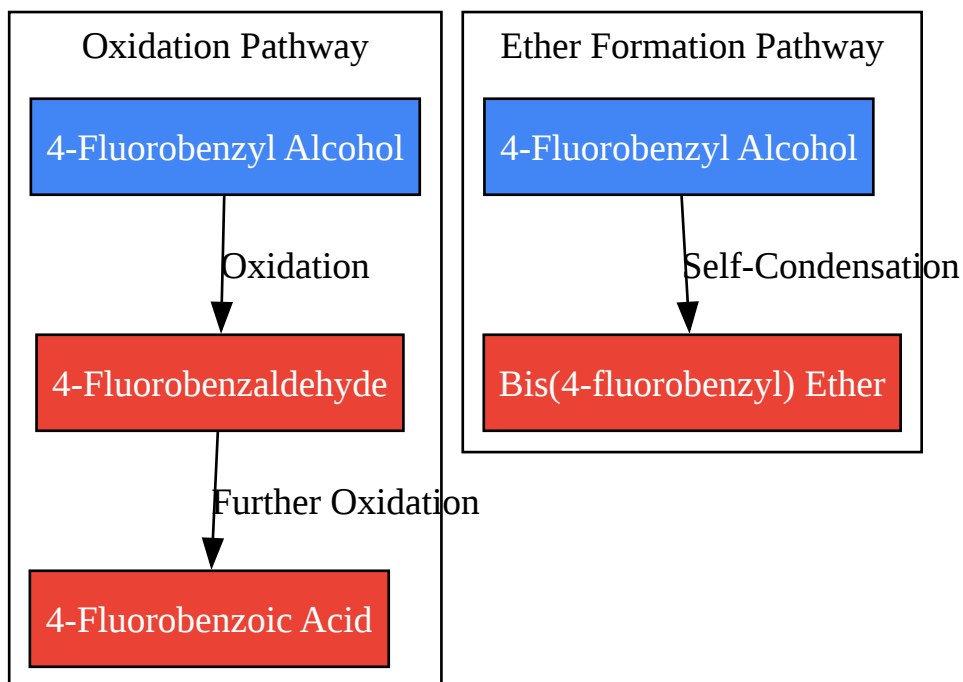 Oxidation Pathway
4-Fluorobenzyl Alcohol
Oxidation
4-Fluorobenzaldehyde
Further Oxidation
4-Fluorobenzoic Acid
Ether Formation Pathway
4-Fluorobenzyl Alcohol
Self-Condensation
Bis(4-fluorobenzyl) Ether